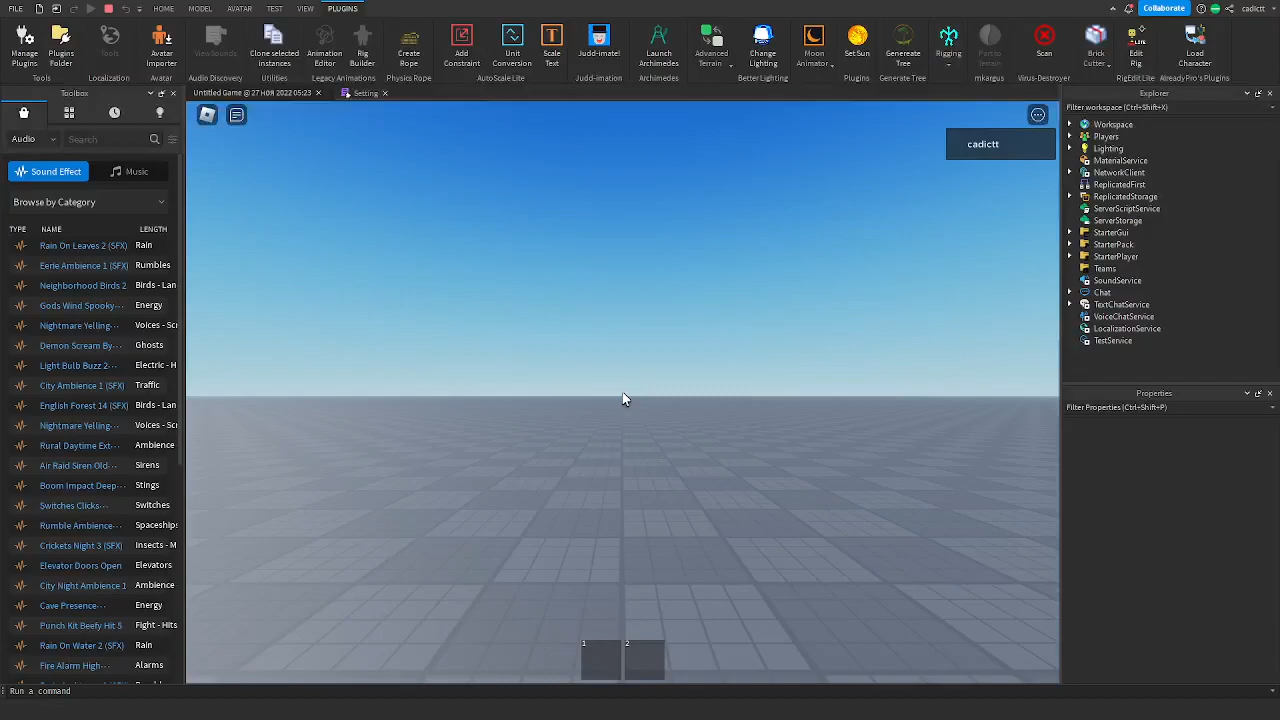 FILE HOME MODEL AVATAR TEST VIEW PLUGINS Collaborate cadictt
Manage Plugins
Plugins Folder
Tools
Tools
Localization
Avatar Importer
Avatar
View Sounds
Audio Discovery
Clone selected Instances
Utilities
Animation Editor
Rig Builder
Legacy Animations
Create Rope
Physics Rope
Add Constraint
Unit Conversion
Scale Text
AutoScale Lite
Judd-imate!
Judd-imation
Launch Archimedes
Archimedes
Advanced Terrain
Change Lighting
BetterLighting
Moon Animator
Set Sun
Plugins
Generate Tree
Generate Tree
Rigging
Parts to Terrain
mkargus
Scan
Virus-Destroyer
Brick Cutter
Edit Rig
RigEdit Lite
Load Character
AlreadyPro's Plugins
Toolbox
Untitled Game @ 27 ноя 2022 05:23
Setting
Audio
Search
Sound Effect
Music
Browse by Category
TYPE NAME LENGTH
Rain On Leaves 2 (SFX) Rain
Eerie Ambience 1 (SFX) Rumbles
Neighborhood Birds 2 Birds - Lan
Gods Wind Spooky··· Energy
Nightmare Yelling··· Voices - Scr
Demon Scream By··· Ghosts
Light Bulb Buzz 2··· Electric - H
City Ambience 1 (SFX) Traffic
English Forest 14 (SFX) Birds - Lan
Nightmare Yelling··· Voices - Scr
Rural Daytime Ext··· Ambience
Air Raid Siren Old··· Sirens
Boom Impact Deep··· Stings
Switches Clicks··· Switches
Rumble Ambience··· Spaceships
Crickets Night 3 (SFX) Insects - M
Elevator Doors Open Elevators
City Night Ambience 1 Ambience
Cave Presence··· Energy
Punch Kit Beefy Hit 5 Fight - Hits
Rain On Water 2 (SFX) Rain
Fire Alarm High··· Alarms
cadictt
1 2
Explorer
Filter workspace (Ctrl+Shift+X)
Workspace
Players
Lighting
MaterialService
NetworkClient
ReplicatedFirst
ReplicatedStorage
ServerScriptService
ServerStorage
StarterGui
StarterPack
StarterPlayer
Teams
SoundService
Chat
TextChatService
VoiceChatService
LocalizationService
TestService
Properties
Filter Properties (Ctrl+Shift+P)
Run a command